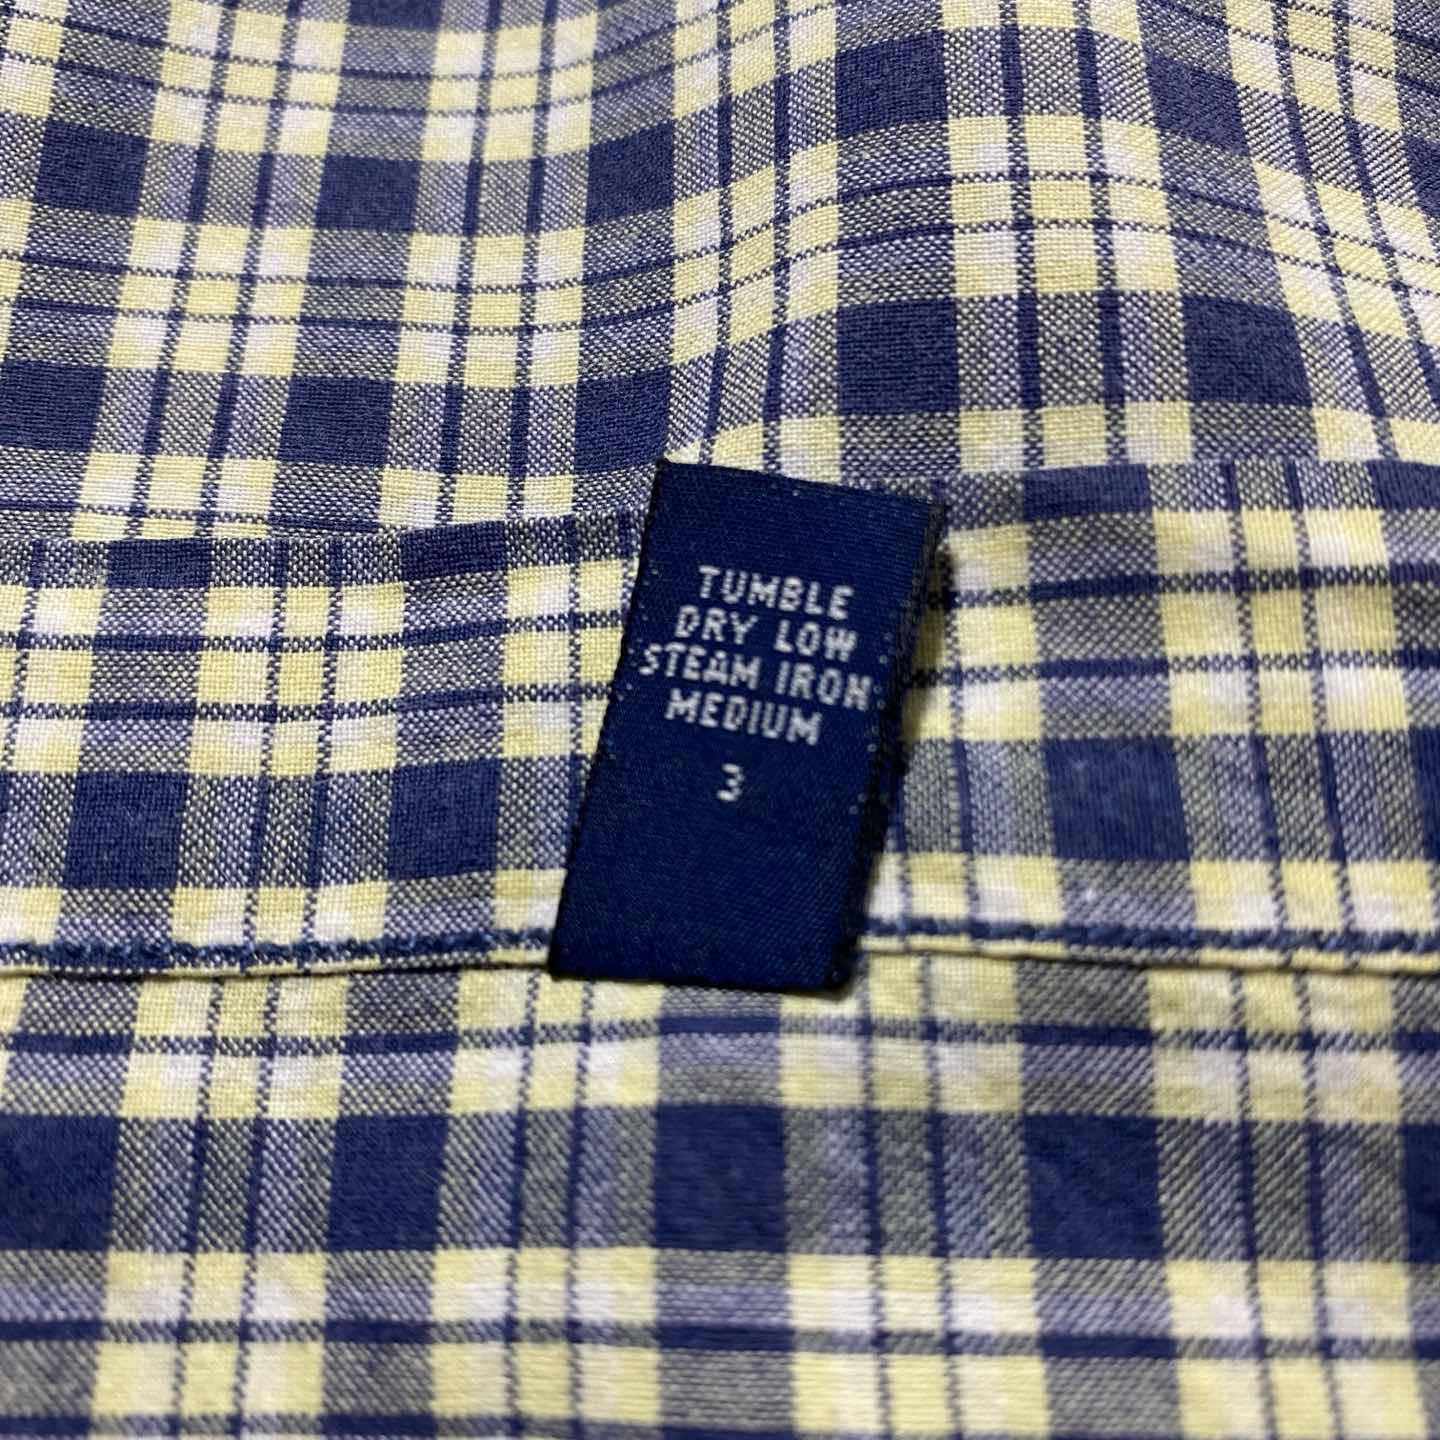 TUMBLE
DRY LOW
STEAM IRON
MEDIUM
3